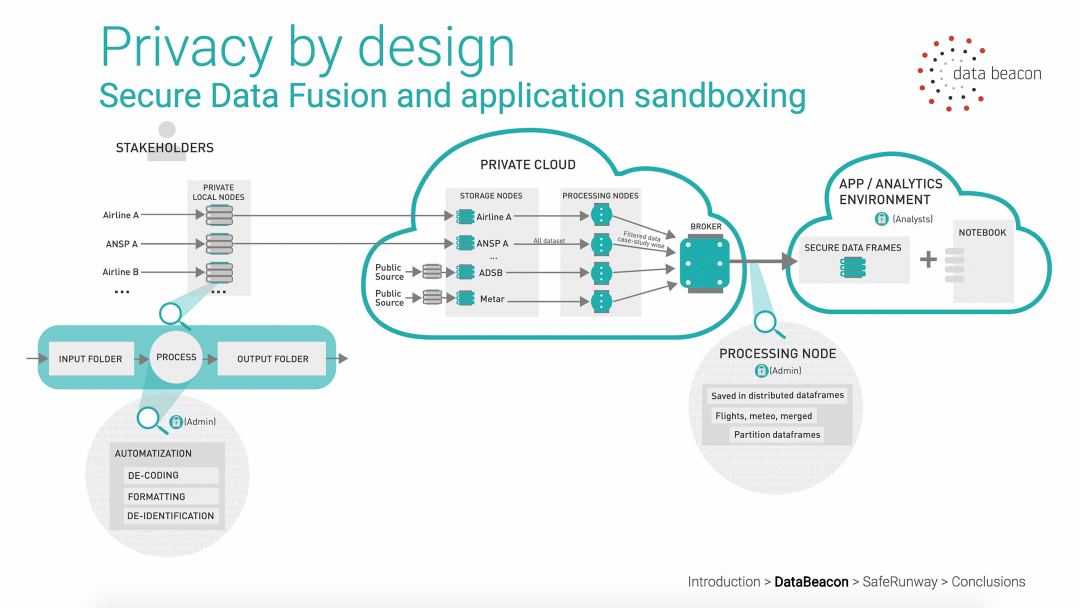 Privacy by design
Secure Data Fusion and application sandboxing
data beacon
STAKEHOLDERS
PRIVATE
LOCAL NODES
Airline A
ANSP A
Airline B
...
...
INPUT FOLDER
PROCESS
OUTPUT FOLDER
(Admin)
AUTOMATIZATION
DE-CODING
FORMATTING
DE-IDENTIFICATION
PRIVATE CLOUD
STORAGE NODES
PROCESSING NODES
Airline A
ANSP A
All dataset
...
Public
Source
ADSB
Public
Source
Metar
Filtered data
case-study wise
BROKER
APP / ANALYTICS
ENVIRONMENT
(Analysts)
SECURE DATA FRAMES
+
NOTEBOOK
PROCESSING NODE
(Admin)
Saved in distributed dataframes
Flights, meteo, merged
Partition dataframes
Introduction > DataBeacon > SafeRunway > Conclusions